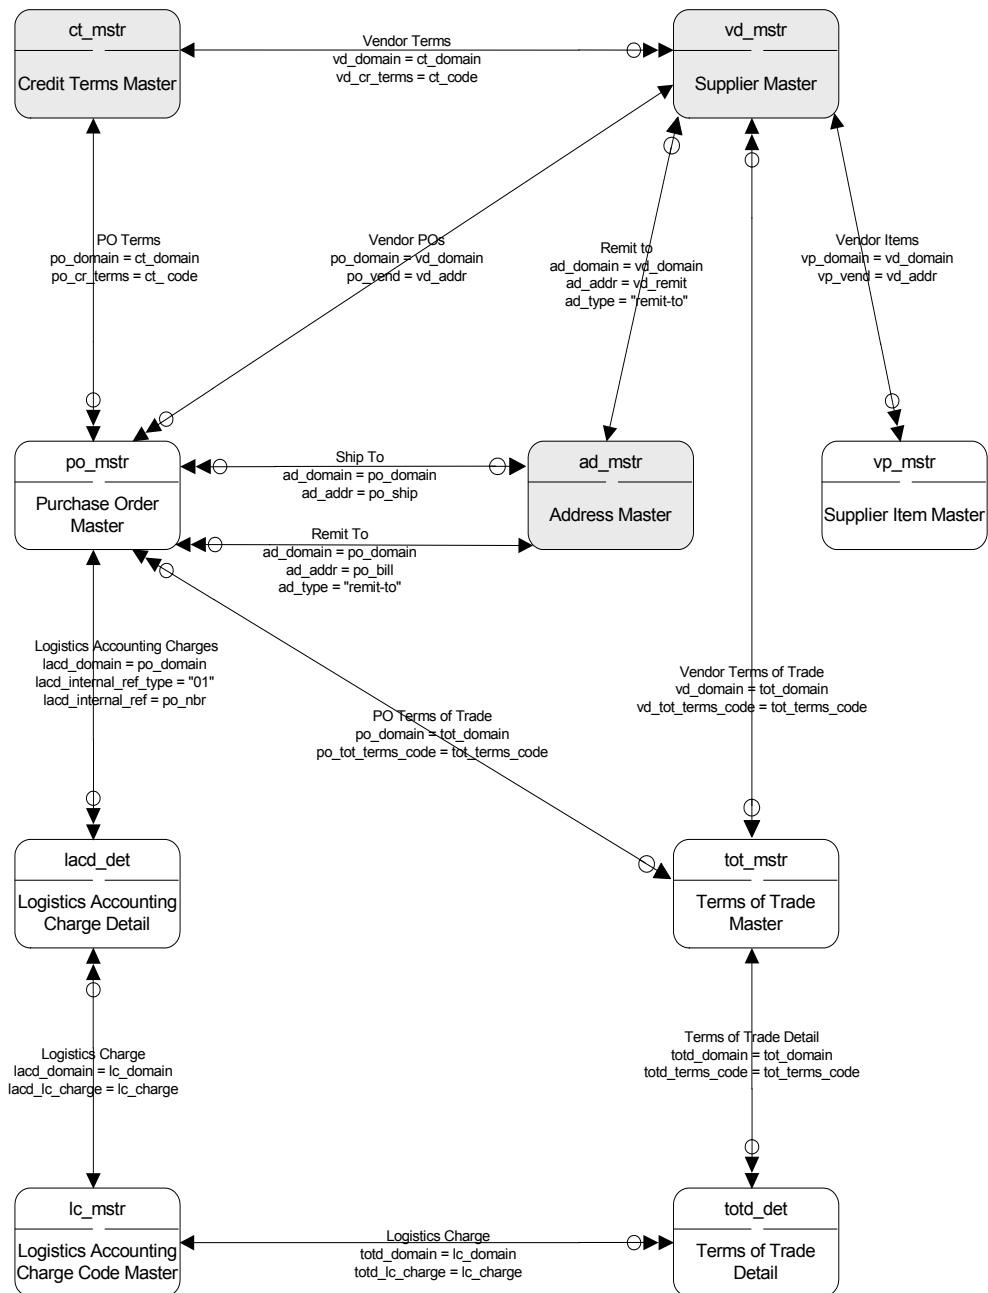 ct_mstr
Credit Terms Master
Vendor Terms
vd_domain = ct_domain
vd_cr_terms = ct_code
vd_mstr
Supplier Master
PO Terms
po_domain = ct_domain
po_cr_terms = ct_ code
Vendor POs
po_domain = vd_domain
po_vend = vd_addr
Remit to
ad_domain = vd_domain
ad_addr = vd_remit
ad_type = "remit-to"
Vendor Items
vp_domain = vd_domain
vp_vend = vd_addr
po_mstr
Purchase Order
Master
Ship To
ad_domain = po_domain
ad_addr = po_ship
ad_mstr
Address Master
vp_mstr
Supplier Item Master
Remit To
ad_domain = po_domain
ad_addr = po_bill
ad_type = "remit-to"
Logistics Accounting Charges
lacd_domain = po_domain
lacd_internal_ref_type = "01"
lacd_internal_ref = po_nbr
PO Terms of Trade
po_domain = tot_domain
po_tot_terms_code = tot_terms_code
Vendor Terms of Trade
vd_domain = tot_domain
vd_tot_terms_code = tot_terms_code
lacd_det
Logistics Accounting
Charge Detail
tot_mstr
Terms of Trade
Master
Logistics Charge
lacd_domain = lc_domain
lacd_lc_charge = lc_charge
Terms of Trade Detail
totd_domain = tot_domain
totd_terms_code = tot_terms_code
lc_mstr
Logistics Accounting
Charge Code Master
Logistics Charge
totd_domain = lc_domain
totd_lc_charge = lc_charge
totd_det
Terms of Trade
Detail